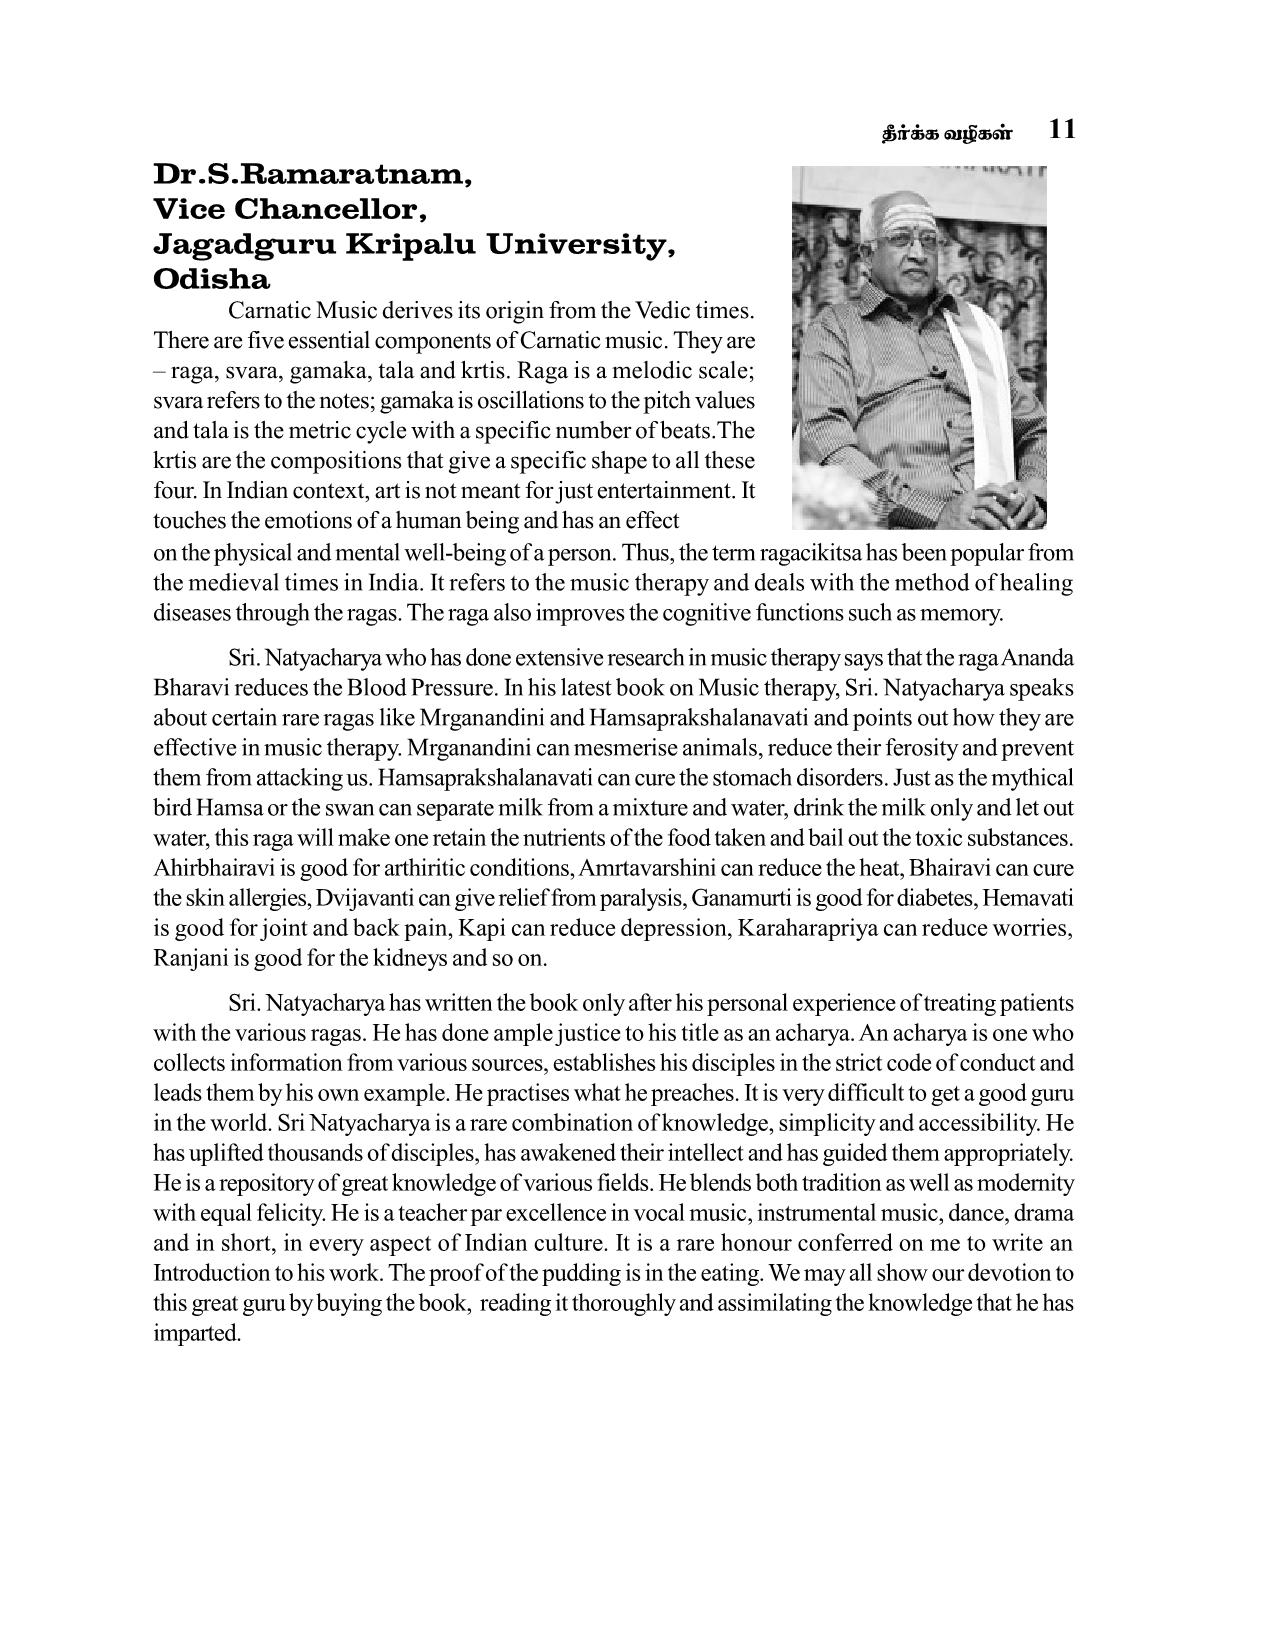 தீர்க்க வழிகள் 11
Dr.S.Ramaratnam,
Vice Chancellor,
Jagadguru Kripalu University,
Odisha
Carnatic Music derives its origin from the Vedic times.
There are five essential components of Carnatic music. They are
– raga, svara, gamaka, tala and krtis. Raga is a melodic scale;
svara refers to the notes; gamaka is oscillations to the pitch values
and tala is the metric cycle with a specific number of beats.The
krtis are the compositions that give a specific shape to all these
four. In Indian context, art is not meant for just entertainment. It
touches the emotions of a human being and has an effect
on the physical and mental well-being of a person. Thus, the term ragacikitsa has been popular from
the medieval times in India. It refers to the music therapy and deals with the method of healing
diseases through the ragas. The raga also improves the cognitive functions such as memory.
Sri. Natyacharya who has done extensive research in music therapy says that the raga Ananda
Bharavi reduces the Blood Pressure. In his latest book on Music therapy, Sri. Natyacharya speaks
about certain rare ragas like Mrganandini and Hamsaprakshalanavati and points out how they are
effective in music therapy. Mrganandini can mesmerise animals, reduce their ferosity and prevent
them from attacking us. Hamsaprakshalanavati can cure the stomach disorders. Just as the mythical
bird Hamsa or the swan can separate milk from a mixture and water, drink the milk only and let out
water, this raga will make one retain the nutrients of the food taken and bail out the toxic substances.
Ahirbhairavi is good for arthiritic conditions, Amrtavarshini can reduce the heat, Bhairavi can cure
the skin allergies, Dvijavanti can give relief from paralysis, Ganamurti is good for diabetes, Hemavati
is good for joint and back pain, Kapi can reduce depression, Karaharapriya can reduce worries,
Ranjani is good for the kidneys and so on.
Sri. Natyacharya has written the book only after his personal experience of treating patients
with the various ragas. He has done ample justice to his title as an acharya. An acharya is one who
collects information from various sources, establishes his disciples in the strict code of conduct and
leads them by his own example. He practises what he preaches. It is very difficult to get a good guru
in the world. Sri Natyacharya is a rare combination of knowledge, simplicity and accessibility. He
has uplifted thousands of disciples, has awakened their intellect and has guided them appropriately.
He is a repository of great knowledge of various fields. He blends both tradition as well as modernity
with equal felicity. He is a teacher par excellence in vocal music, instrumental music, dance, drama
and in short, in every aspect of Indian culture. It is a rare honour conferred on me to write an
Introduction to his work. The proof of the pudding is in the eating. We may all show our devotion to
this great guru by buying the book, reading it thoroughly and assimilating the knowledge that he has
imparted.